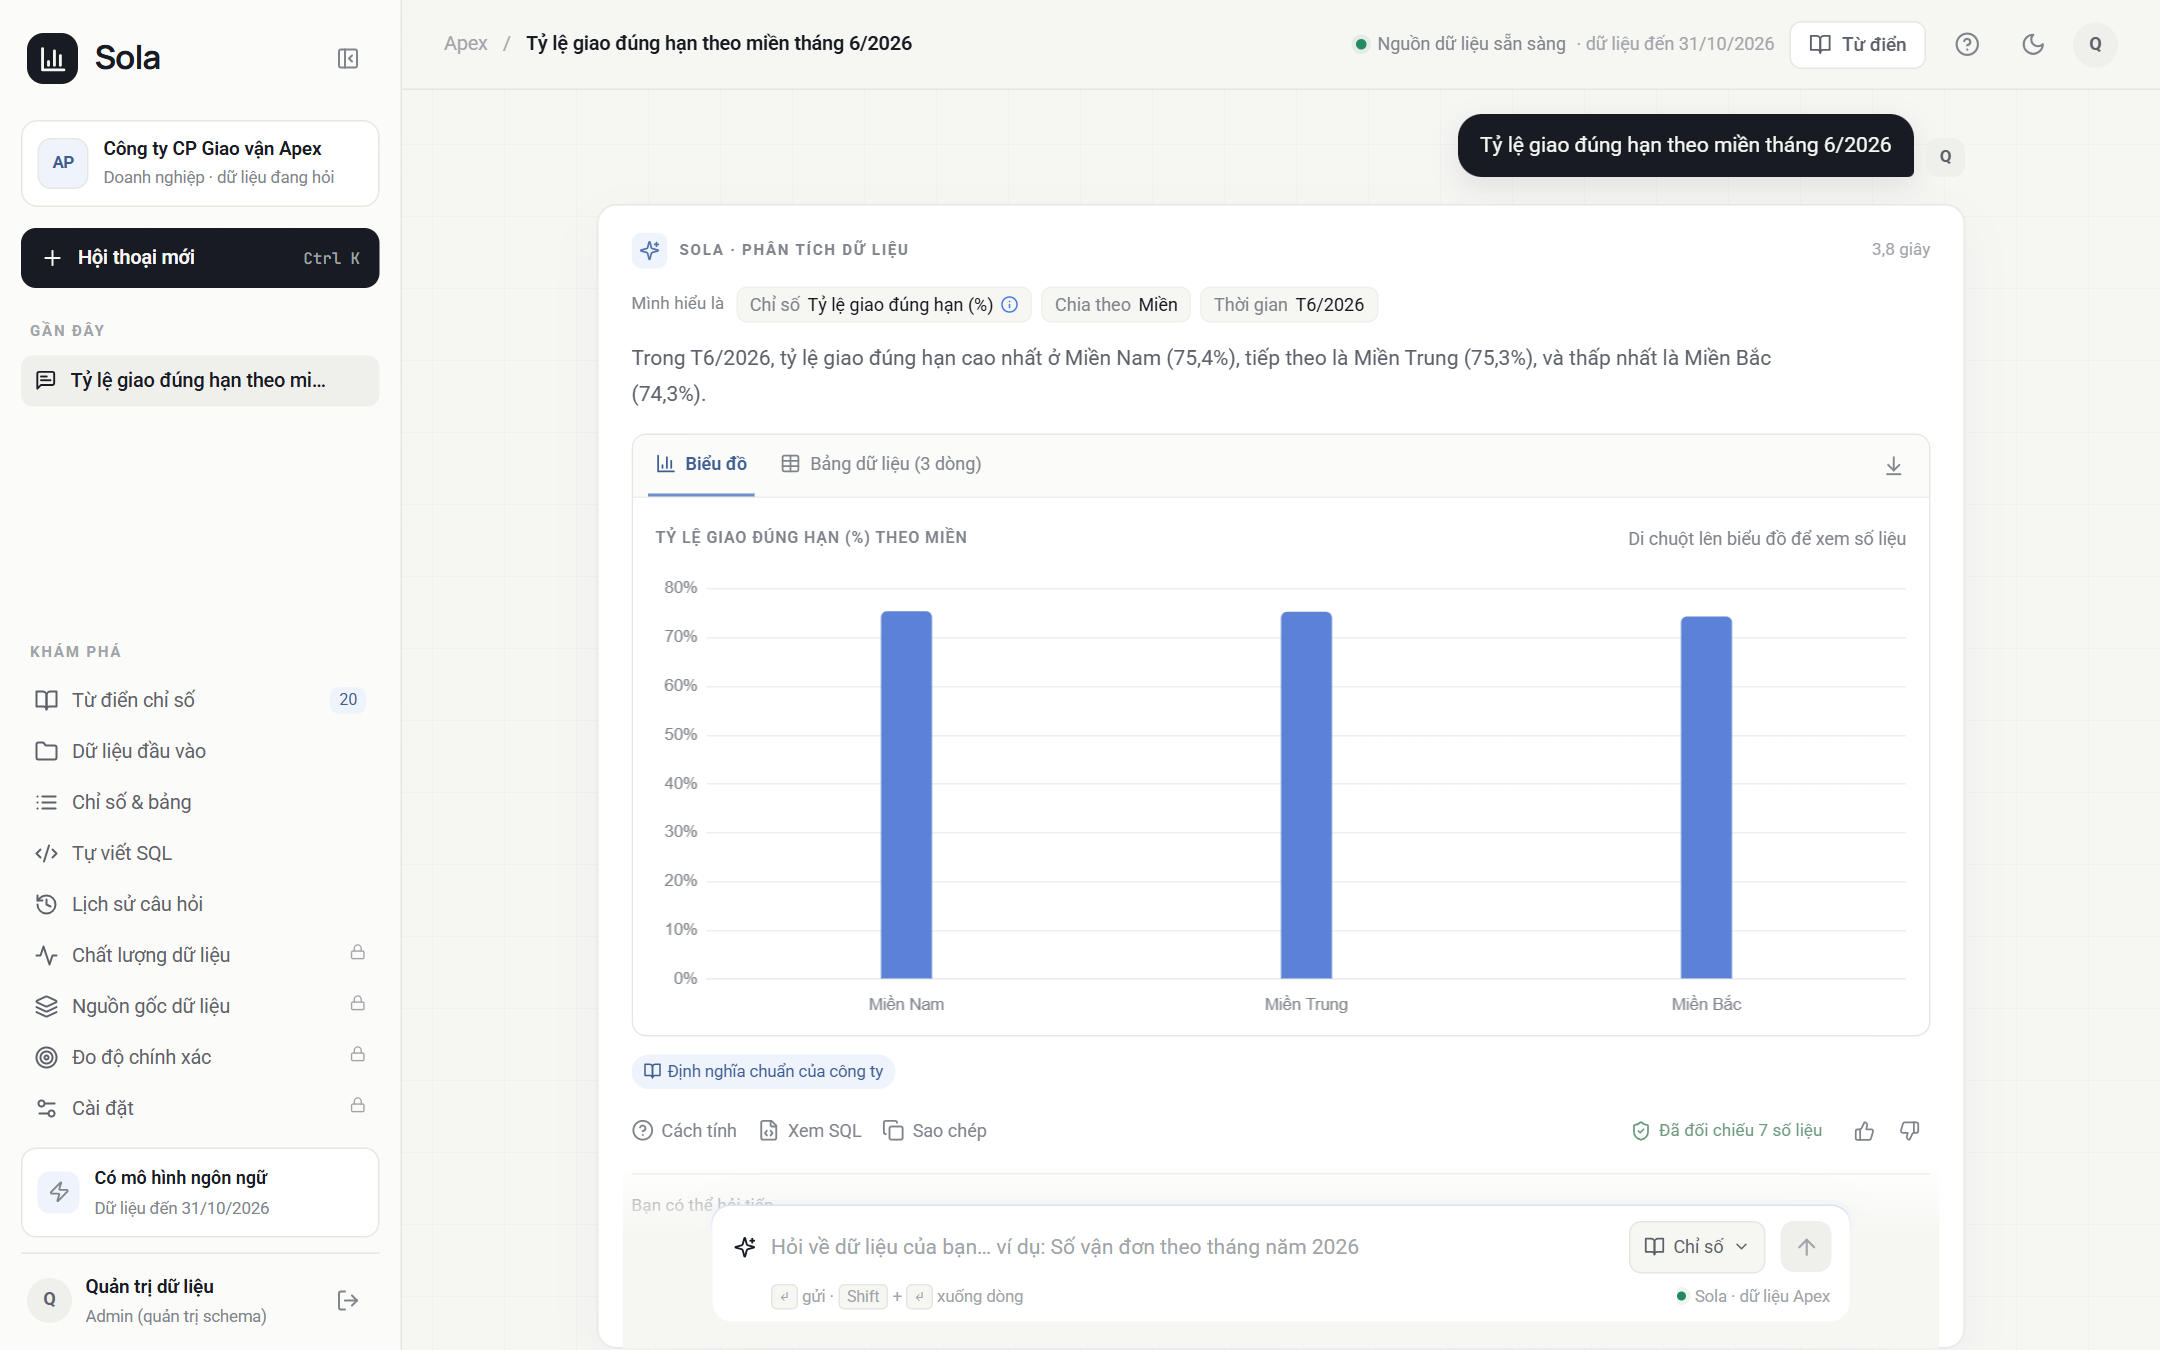 Sola
Công ty CP Giao vận Apex
AP
Doanh nghiệp · dữ liệu đang hỏi
Hội thoại mới
Ctrl K
GẦN ĐÂY
Tỷ lệ giao đúng hạn theo mi...
KHÁM PHÁ
Từ điển chỉ số
20
Dữ liệu đầu vào
Chỉ số & bảng
Tự viết SQL
Lịch sử câu hỏi
Chất lượng dữ liệu
Nguồn gốc dữ liệu
Đo độ chính xác
Cài đặt
Có mô hình ngôn ngữ
Dữ liệu đến 31/10/2026
Q
Quản trị dữ liệu
Admin (quản trị schema)
Apex / Tỷ lệ giao đúng hạn theo miền tháng 6/2026
Nguồn dữ liệu sẵn sàng · dữ liệu đến 31/10/2026
Từ điển
Q
Tỷ lệ giao đúng hạn theo miền tháng 6/2026
Q
SOLA · PHÂN TÍCH DỮ LIỆU
3,8 giây
Mình hiểu là
Chỉ số Tỷ lệ giao đúng hạn (%)
Chia theo Miền
Thời gian T6/2026
Trong T6/2026, tỷ lệ giao đúng hạn cao nhất ở Miền Nam (75,4%), tiếp theo là Miền Trung (75,3%), và thấp nhất là Miền Bắc
(74,3%).
Biểu đồ
Bảng dữ liệu (3 dòng)
TỶ LỆ GIAO ĐÚNG HẠN (%) THEO MIỀN
Di chuột lên biểu đồ để xem số liệu
80%
70%
60%
50%
40%
30%
20%
10%
0%
Miền Nam
Miền Trung
Miền Bắc
Định nghĩa chuẩn của công ty
Cách tính
Xem SQL
Sao chép
Đã đối chiếu 7 số liệu
Bạn có thể hỏi tiếp
Hỏi về dữ liệu của bạn... ví dụ: Số vận đơn theo tháng năm 2026
Chỉ số
↵ gửi · Shift + ↵ xuống dòng
Sola · dữ liệu Apex